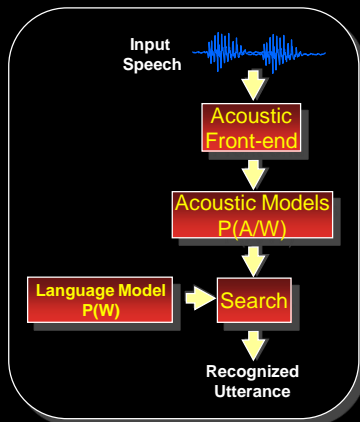 Input
Speech
Acoustic
Front-end
Acoustic Models
P(A/W)
Language Model
P(W)
Search
Recognized
Utterance